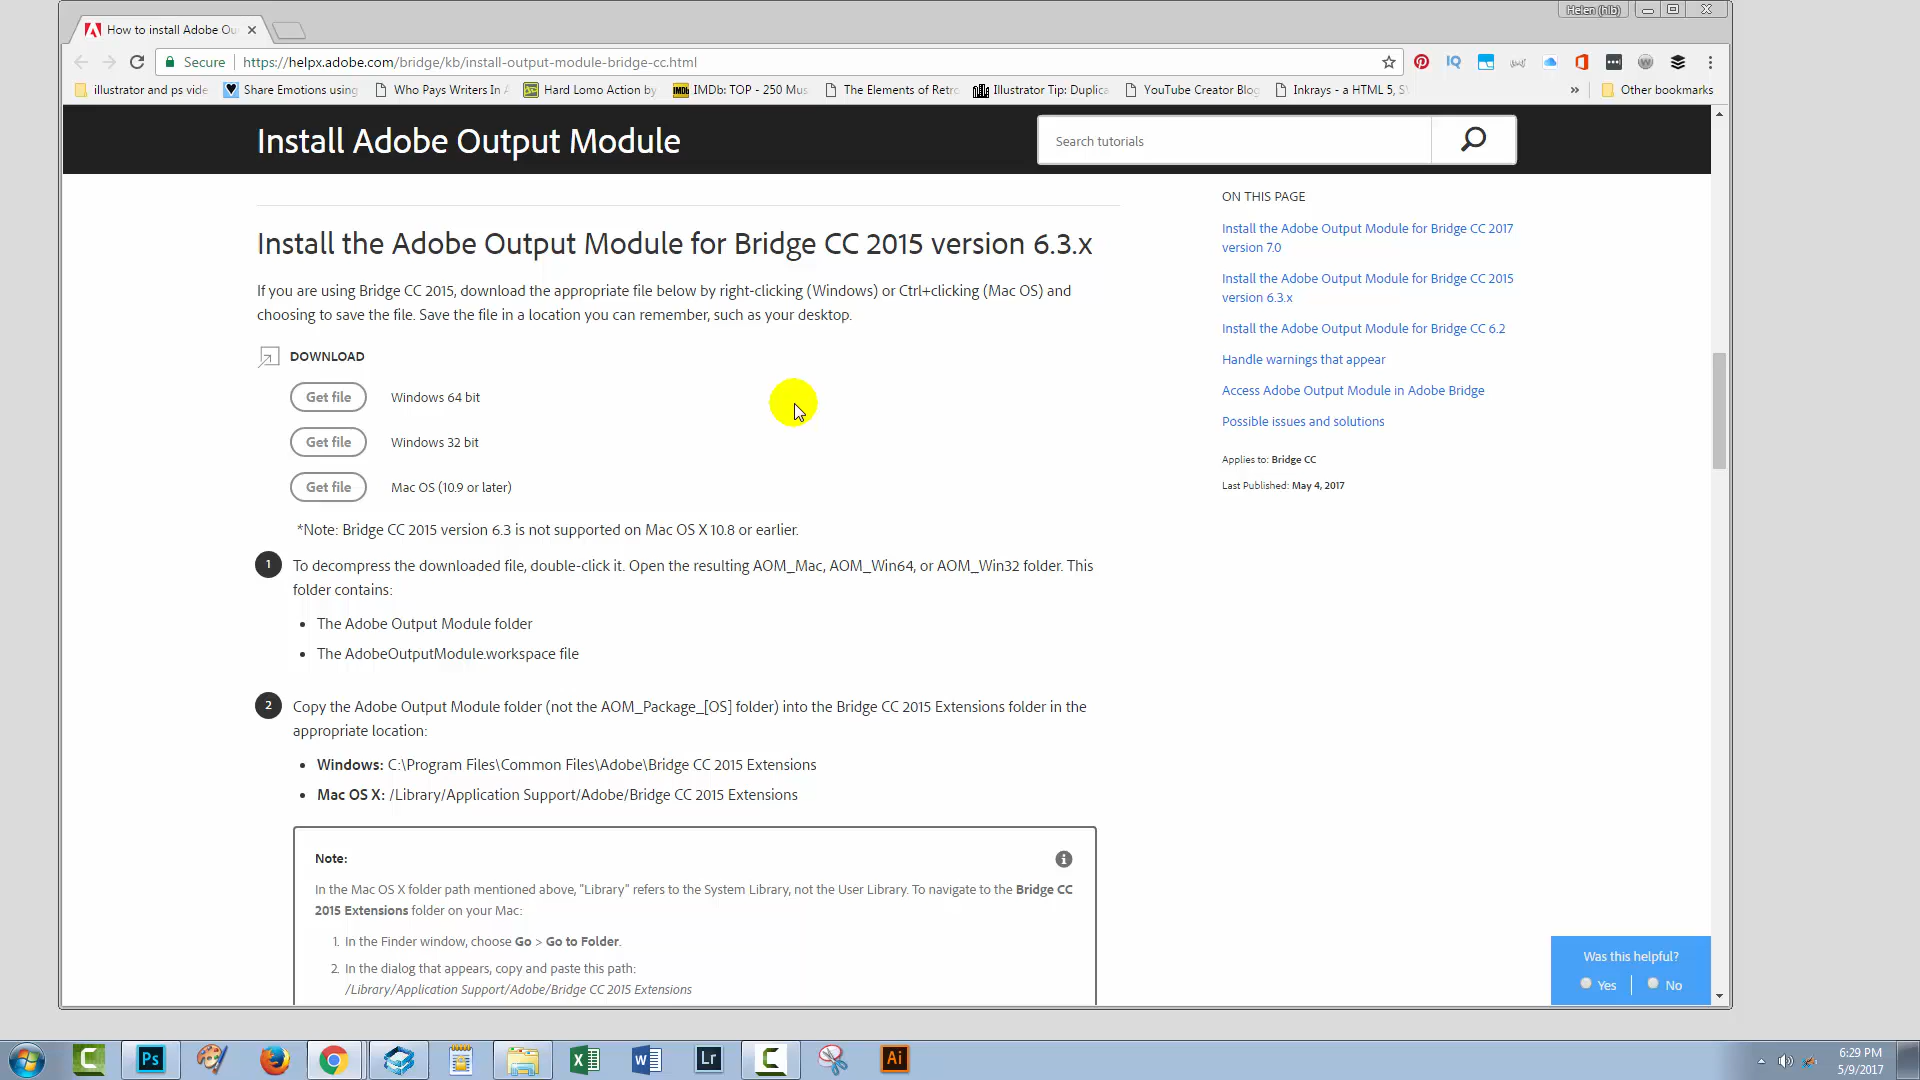 Helen (hlb)
How to install Adobe Ou
Secure
https://helpx.adobe.com/bridge/kb/install-output-module-bridge-cc.html
illustrator and ps vide
Share Emotions using
Who Pays Writers In
Hard Lomo Action by
IMDb: TOP - 250 Mus
The Elements of Retro
Illustrator Tip: Duplica
YouTube Creator Blog
Inkrays - a HTML 5, S
»
Other bookmarks
Install Adobe Output Module
Search tutorials
Install the Adobe Output Module for Bridge CC 2015 version 6.3.x
If you are using Bridge CC 2015, download the appropriate file below by right-clicking (Windows) or Ctrl+clicking (Mac OS) and
choosing to save the file. Save the file in a location you can remember, such as your desktop.
DOWNLOAD
Get file Windows 64 bit
Get file Windows 32 bit
Get file Mac OS (10.9 or later)
*Note: Bridge CC 2015 version 6.3 is not supported on Mac OS X 10.8 or earlier.
1 To decompress the downloaded file, double-click it. Open the resulting AOM_Mac, AOM_Win64, or AOM_Win32 folder. This
folder contains:
• The Adobe Output Module folder
• The AdobeOutputModule.workspace file
2 Copy the Adobe Output Module folder (not the AOM_Package_[OS] folder) into the Bridge CC 2015 Extensions folder in the
appropriate location:
• Windows: C:\Program Files\Common Files\Adobe\Bridge CC 2015 Extensions
• Mac OS X: /Library/Application Support/Adobe/Bridge CC 2015 Extensions
Note:
In the Mac OS X folder path mentioned above, "Library" refers to the System Library, not the User Library. To navigate to the Bridge CC
2015 Extensions folder on your Mac:
1. In the Finder window, choose Go > Go to Folder.
2. In the dialog that appears, copy and paste this path:
/Library/Application Support/Adobe/Bridge CC 2015 Extensions
ON THIS PAGE
Install the Adobe Output Module for Bridge CC 2017
version 7.0
Install the Adobe Output Module for Bridge CC 2015
version 6.3.x
Install the Adobe Output Module for Bridge CC 6.2
Handle warnings that appear
Access Adobe Output Module in Adobe Bridge
Possible issues and solutions
Applies to: Bridge CC
Last Published: May 4, 2017
Was this helpful?
Yes
No
Ps
Lr
Ai
6:29 PM
5/9/2017